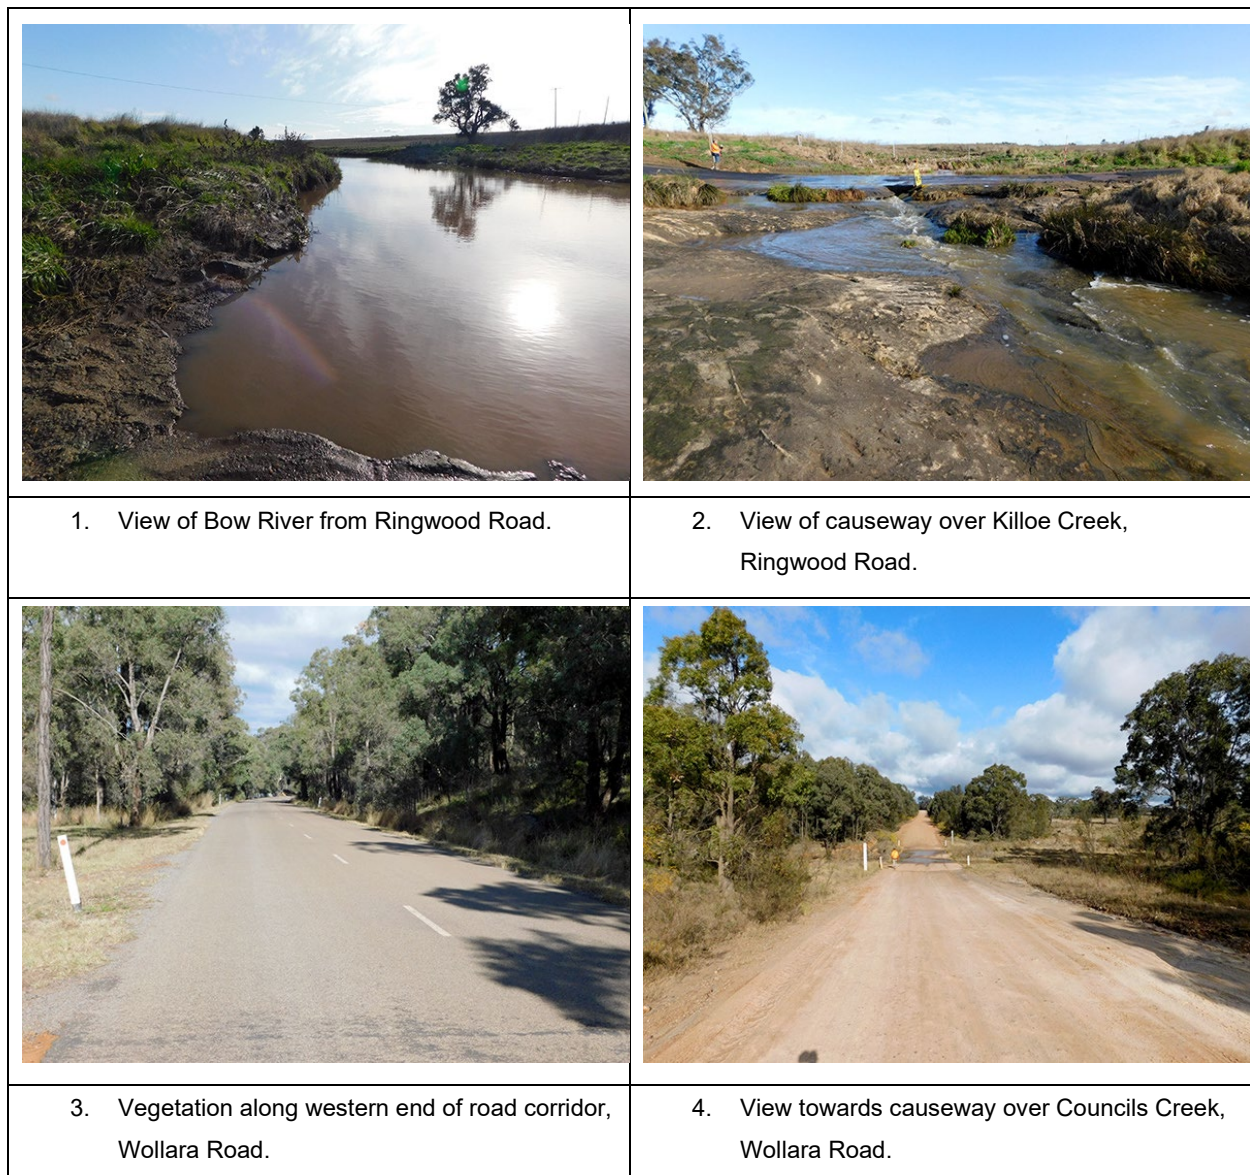 1. View of Bow River from Ringwood Road.
2. View of causeway over Killoe Creek,
Ringwood Road.
3. Vegetation along western end of road corridor,
Wollara Road.
4. View towards causeway over Councils Creek,
Wollara Road.